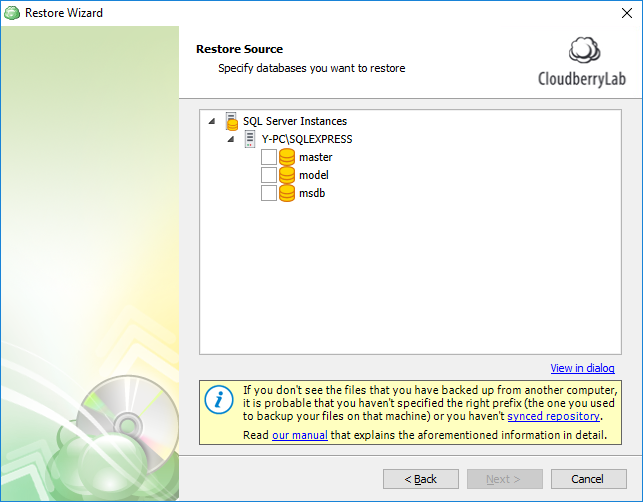 Restore Wizard
Restore Source
Specify databases you want to restore
CloudberryLab
SQL Server Instances
Y-PC\SQLEXPRESS
master
model
msdb
View in dialog
If you don't see the files that you have backed up from another computer,
it is probable that you haven't specified the right prefix (the one you used
to backup your files on that machine) or you haven't synced repository.
Read our manual that explains the aforementioned information in detail.
< Back
Next >
Cancel